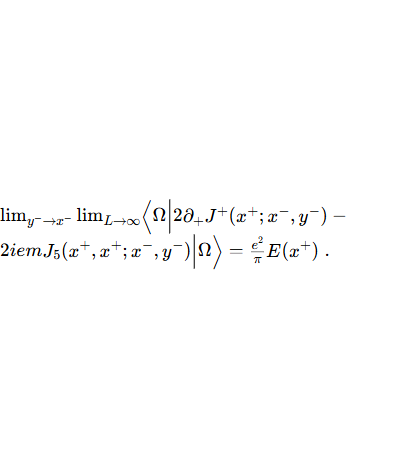 lim_{y^-→x^-} lim_{L→∞}⟨Ω|2∂_+J^+(x^+;x^-,y^-) −
2iemJ_5(x^+,x^+;x^-,y^-)|Ω⟩ = \frac{e^2}{π}E(x^+) .